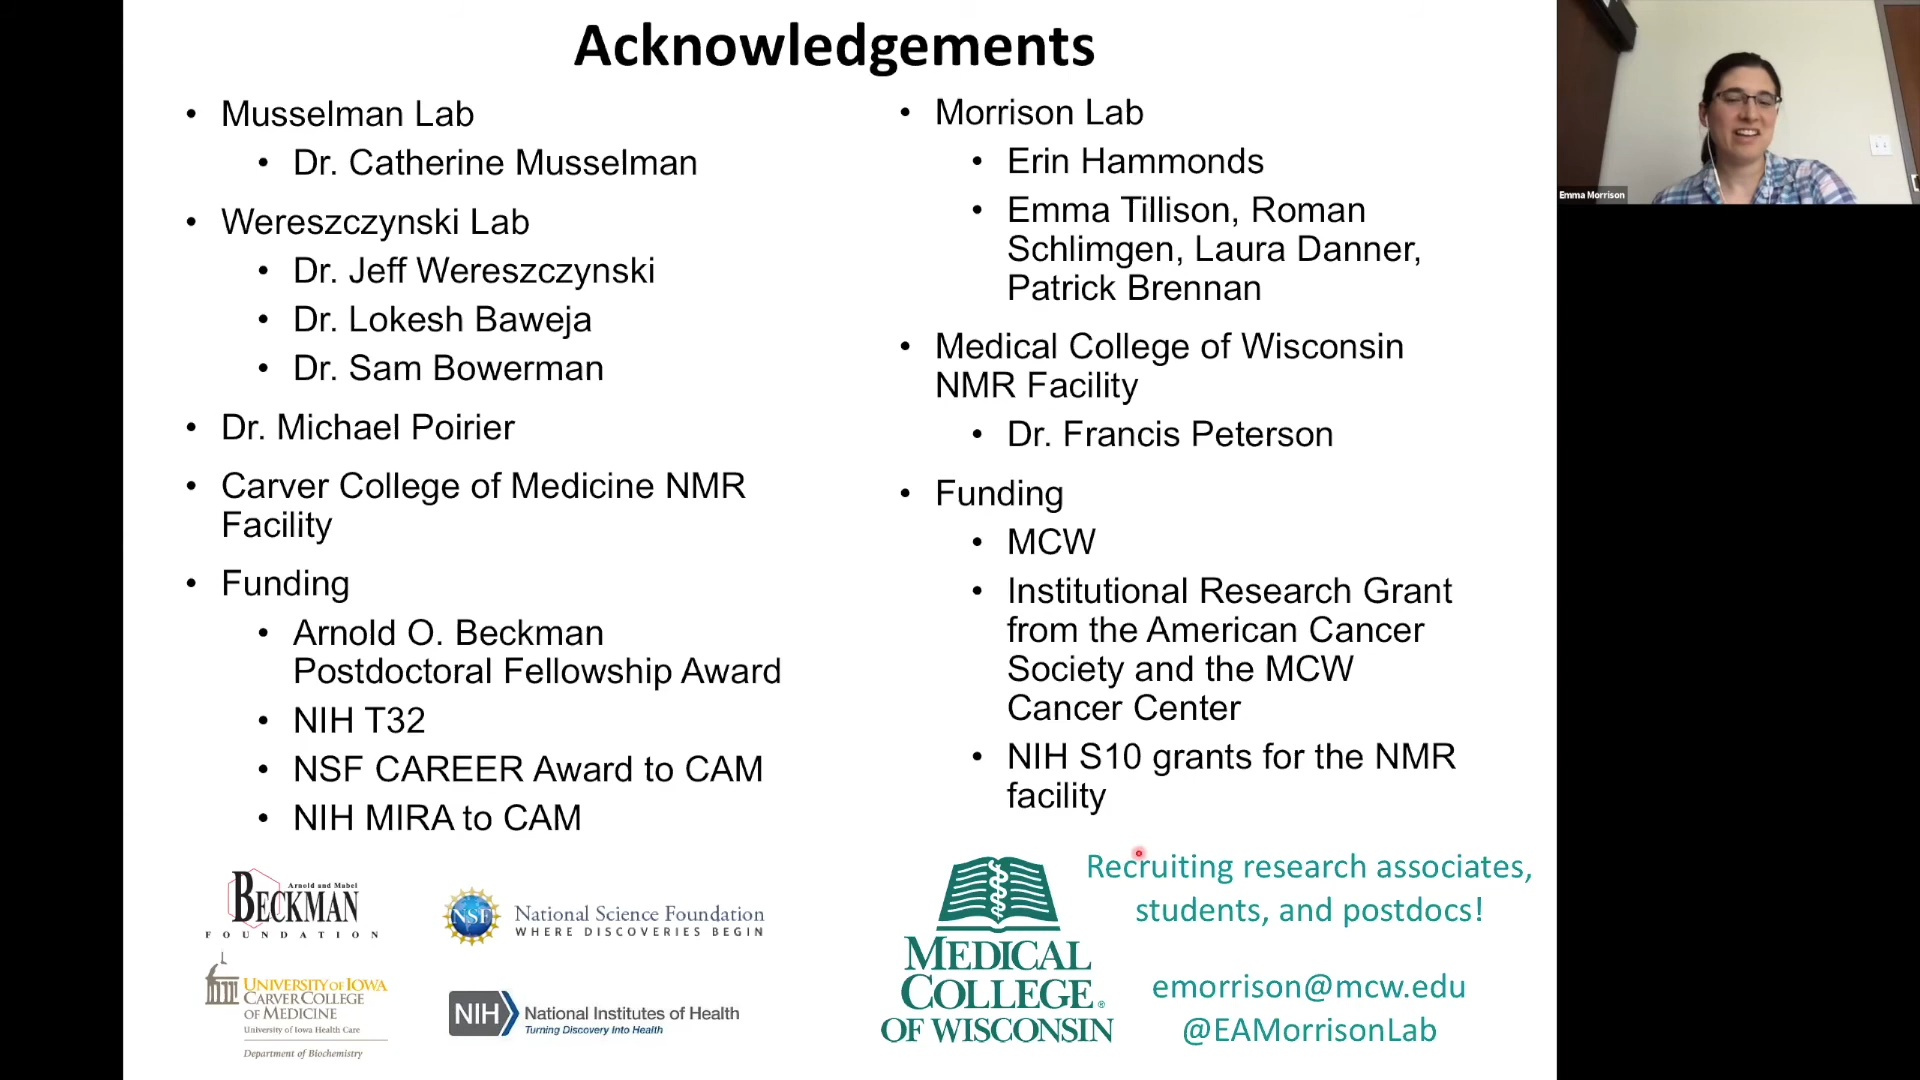 Acknowledgements
• Musselman Lab
• Dr. Catherine Musselman
• Wereszczynski Lab
• Dr. Jeff Wereszczynski
• Dr. Lokesh Baweja
• Dr. Sam Bowerman
• Dr. Michael Poirier
• Carver College of Medicine NMR
Facility
• Funding
• Arnold O. Beckman
Postdoctoral Fellowship Award
• NIH T32
• NSF CAREER Award to CAM
• NIH MIRA to CAM
Arnold and Mabel
BECKMAN
FOUNDATION
NSF
National Science Foundation
WHERE DISCOVERIES BEGIN
UNIVERSITY OF IOWA
CARVER COLLEGE
OF MEDICINE
University of Iowa Health Care
Department of Biochemistry
NIH
National Institutes of Health
Turning Discovery Into Health
• Morrison Lab
• Erin Hammonds
• Emma Tillison, Roman
Schlimgen, Laura Danner,
Patrick Brennan
• Medical College of Wisconsin
NMR Facility
• Dr. Francis Peterson
• Funding
• MCW
• Institutional Research Grant
from the American Cancer
Society and the MCW
Cancer Center
• NIH S10 grants for the NMR
facility
MEDICAL
COLLEGE®
OF WISCONSIN
Recruiting research associates,
students, and postdocs!
emorrison@mcw.edu
@EAMorrisonLab
Emma Morrison